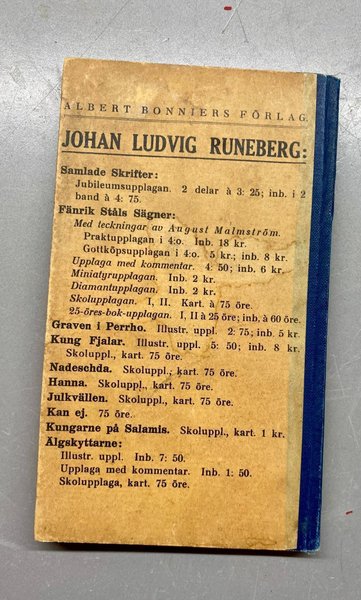 ALBERT BONNIERS FÖRLAG.
JOHAN LUDVIG RUNEBERG:
Samlade Skrifter:
Jubileumsupplagan. 2 delar à 3: 25; inb. i 2
band à 4: 75.
Fänrik Ståls Sägner:
Med teckningar av August Malmström.
Praktupplagan i 4:o. Inb. 18 kr.
Gottköpsupplagan i 4:o 5 kr.; inb. 8 kr.
Upplaga med kommentar. 4: 50; inb. 6 kr.
Miniatyrupplagan. Inb. 2 kr.
Diamantupplagan. Inb. 2 kr.
Skolupplagan. I, II. Kart. à 75 öre.
25-öres-bok-upplagan. I, II à 25 öre; inb. à 60 öre.
Graven i Perrho. Illustr. uppl. 2: 75; inb. 5 kr.
Kung Fjalar. Illustr. uppl. 5: 50; inb. 8 kr.
Skoluppl., kart. 75 öre.
Nadeschda. Skoluppl., kart. 75 öre.
Hanna. Skoluppl., kart. 75 öre.
Julkvällen. Skoluppl., kart. 75 öre.
Kan ej. 75 öre.
Kungarne på Salamis. Skoluppl., kart. 1 kr.
Älgskyttarne:
Illustr. uppl. Inb. 7: 50.
Upplaga med kommentar. Inb. 1: 50.
Skolupplaga, kart. 75 öre.